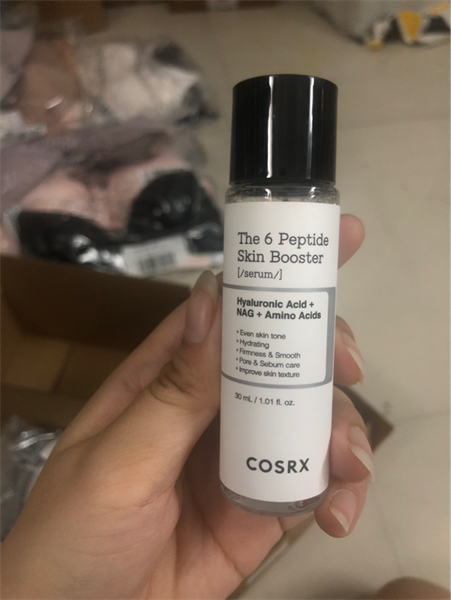 The 6 Peptide
Skin Booster
[/serum/]
Hyaluronic Acid +
NAG + Amino Acids
• Even skin tone
• Hydrating
• Firmness & Smooth
• Pore & Sebum care
• Improve skin texture
30 mL / 1.01 fl. oz.
COSRX